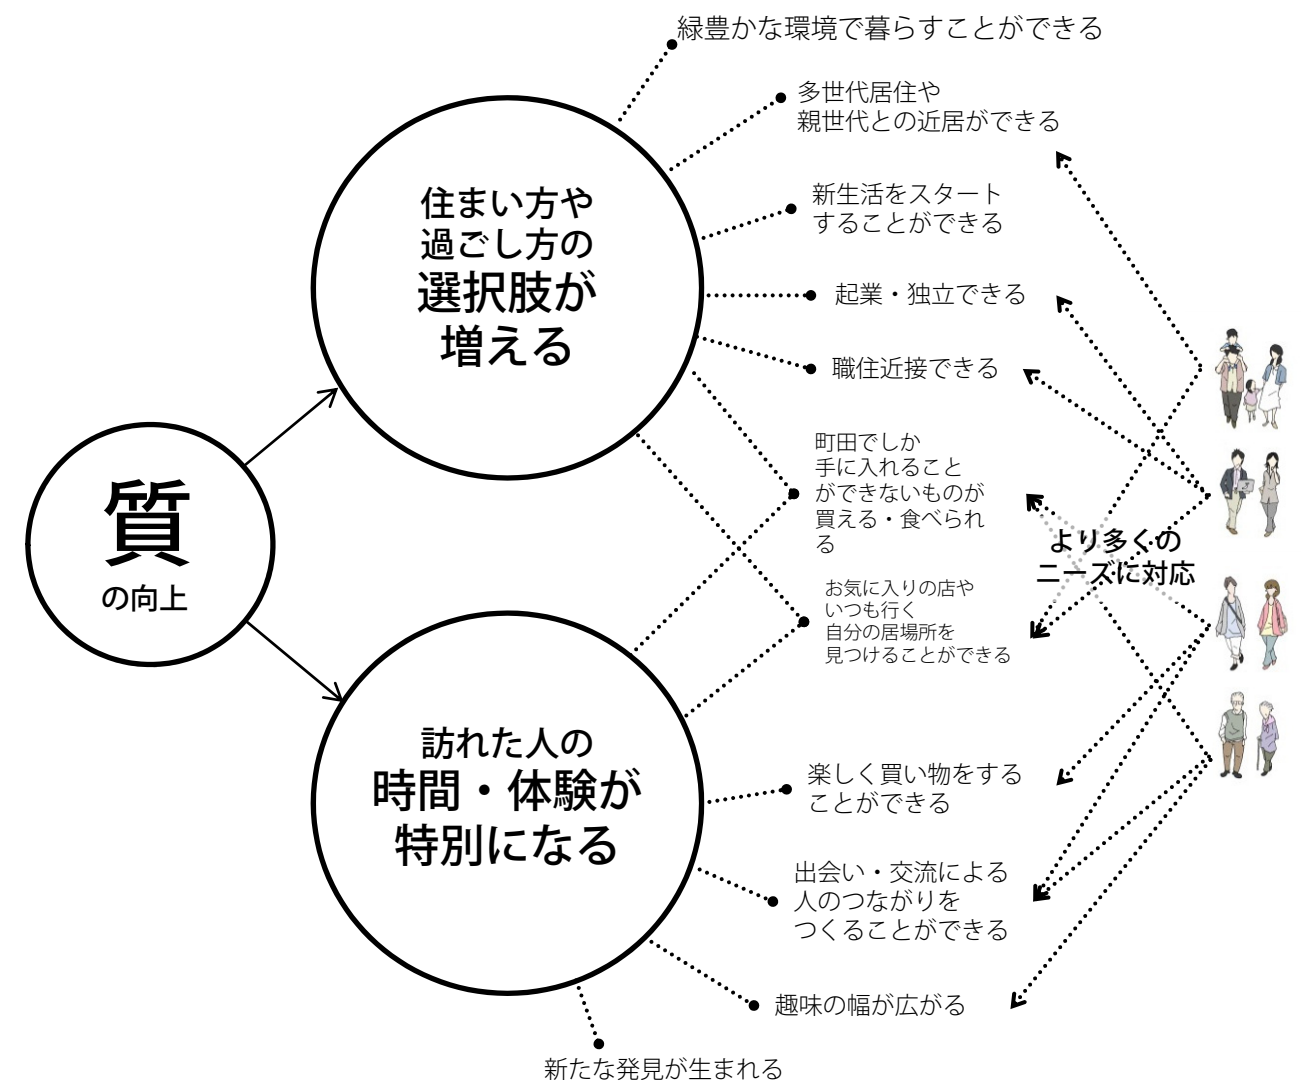 緑豊かな環境で暮らすことができる
多世代居住や
親世代との近居ができる
新生活をスタート
することができる
住まい方や
過ごし方の
選択肢が
増える
起業・独立できる
職住近接できる
町田でしか
手に入れること
ができないものが
買える・食べられ
る
質
の向上
より多くの
ニーズに対応
お気に入りの店や
いつも行く
自分の居場所を
見つけることができる
訪れた人の
時間・体験が
特別になる
楽しく買い物をする
ことができる
出会い・交流による
人のつながりを
つくることができる
趣味の幅が広がる
新たな発見が生まれる